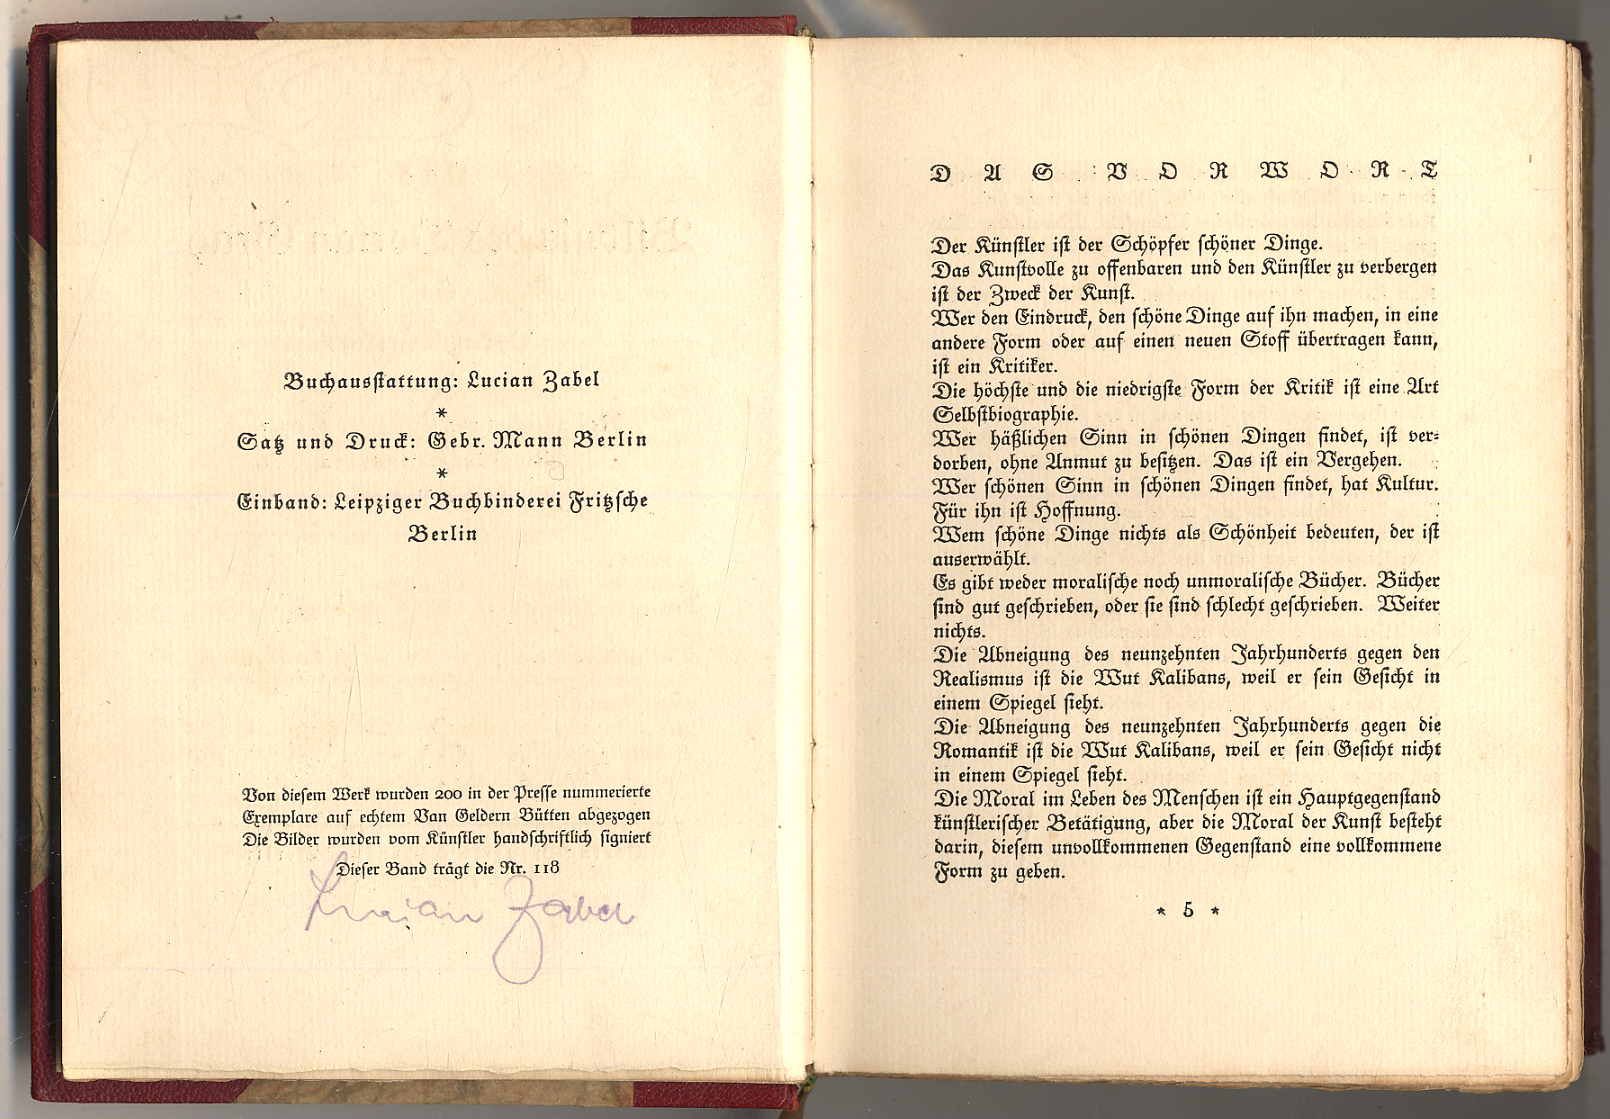 Buchausstattung: Lucian Zabel
*
Satz und Druck: Gebr. Mann Berlin
*
Einband: Leipziger Buchbinderei Fritzsche
Berlin
Von diesem Werk wurden 200 in der Presse nummerierte
Exemplare auf echtem Van Geldern Bütten abgezogen
Die Bilder wurden vom Künstler handschriftlich signiert
Dieser Band trägt die Nr. 118
Lucian Zabel
DAS VORWORT
Der Künstler ist der Schöpfer schöner Dinge.
Das Kunstvolle zu offenbaren und den Künstler zu verbergen
ist der Zweck der Kunst.
Wer den Eindruck, den schöne Dinge auf ihn machen, in eine
andere Form oder auf einen neuen Stoff übertragen kann,
ist ein Kritiker.
Die höchste und die niedrigste Form der Kritik ist eine Art
Selbstbiographie.
Wer häßlichen Sinn in schönen Dingen findet, ist ver-
dorben, ohne Anmut zu besitzen. Das ist ein Vergehen.
Wer schönen Sinn in schönen Dingen findet, hat Kultur.
Für ihn ist Hoffnung.
Wem schöne Dinge nichts als Schönheit bedeuten, der ist
auserwählt.
Es gibt weder moralische noch unmoralische Bücher. Bücher
sind gut geschrieben, oder sie sind schlecht geschrieben. Weiter
nichts.
Die Abneigung des neunzehnten Jahrhunderts gegen den
Realismus ist die Wut Kalibans, weil er sein Gesicht in
einem Spiegel sieht.
Die Abneigung des neunzehnten Jahrhunderts gegen die
Romantik ist die Wut Kalibans, weil er sein Gesicht nicht
in einem Spiegel sieht.
Die Moral im Leben des Menschen ist ein Hauptgegenstand
künstlerischer Betätigung, aber die Moral der Kunst besteht
darin, diesem unvollkommenen Gegenstand eine vollkommene
Form zu geben.
* 5 *